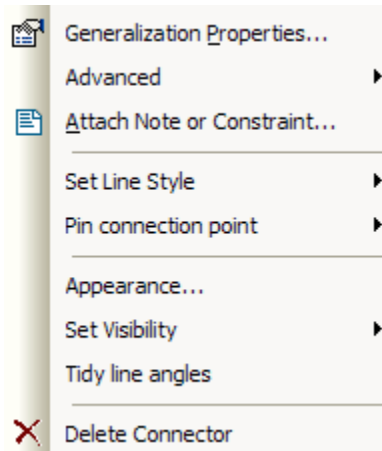 Generalization Properties...
Advanced
Attach Note or Constraint...
Set Line Style
Pin connection point
Appearance...
Set Visibility
Tidy line angles
Delete Connector